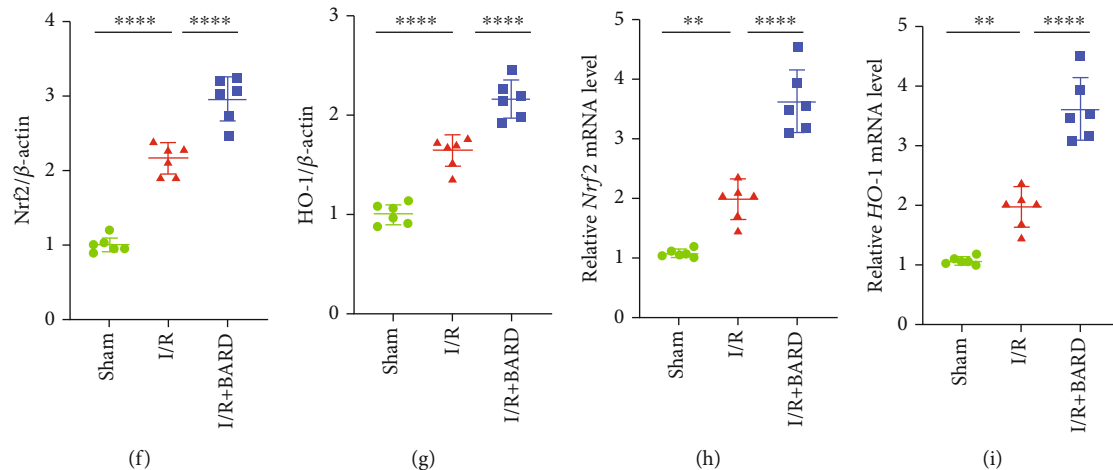 **** ****
Nrf2/β-actin
4
3
2
1
0
Sham
I/R
I/R+BARD
(f)
**** ****
HO-1/β-actin
3
2
1
0
Sham
I/R
I/R+BARD
(g)
** ****
Relative Nrf2 mRNA level
5
4
3
2
1
0
Sham
I/R
I/R+BARD
(h)
** ****
Relative HO-1 mRNA level
5
4
3
2
1
0
Sham
I/R
I/R+BARD
(i)